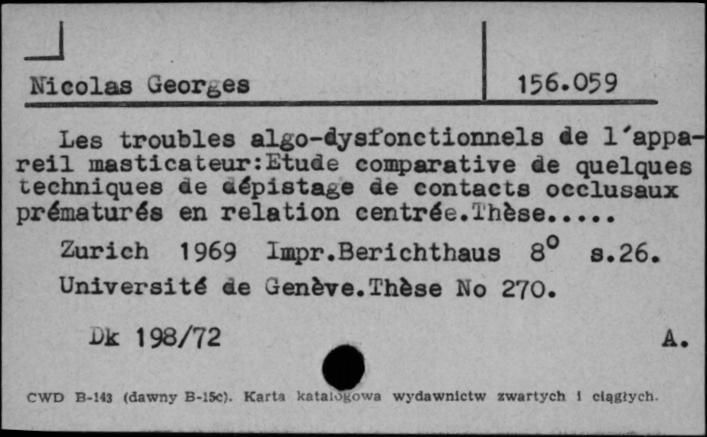 Nicolas Georges 156.059
Les troubles algo-dysfonctionnels de l'appa-
reil masticateur:Etude comparative de quelques
techniques de dépistage de contacts occlusaux
prématurés en relation centrée.Thèse.....
Zurich 1969 Impr.Berichthaus 8⁰ s.26.
Université de Genève.Thèse No 270.
Dk 198/72 A.
CWD B-143 (dawny B-15c). Karta katalogowa wydawnictw zwartych i ciągłych.